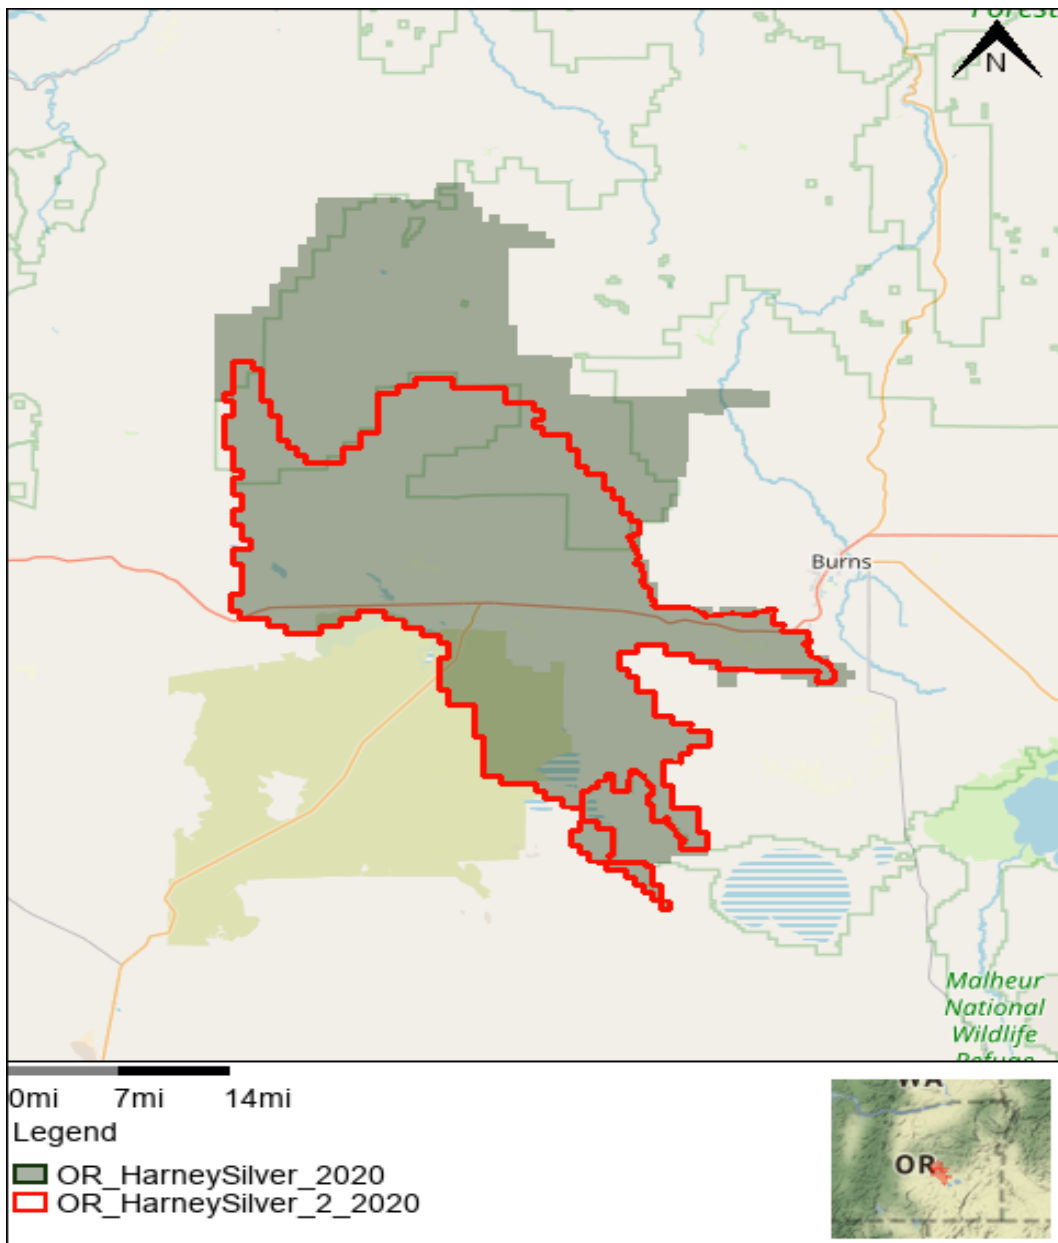 Forest
N
Burns
Malheur
National
Wildlife
Refuge
0mi 7mi 14mi
Legend
OR_HarneySilver_2020
OR_HarneySilver_2_2020
WA
OR